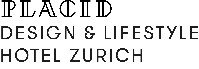 PLACID
DESIGN & LIFESTYLE
HOTEL ZURICH